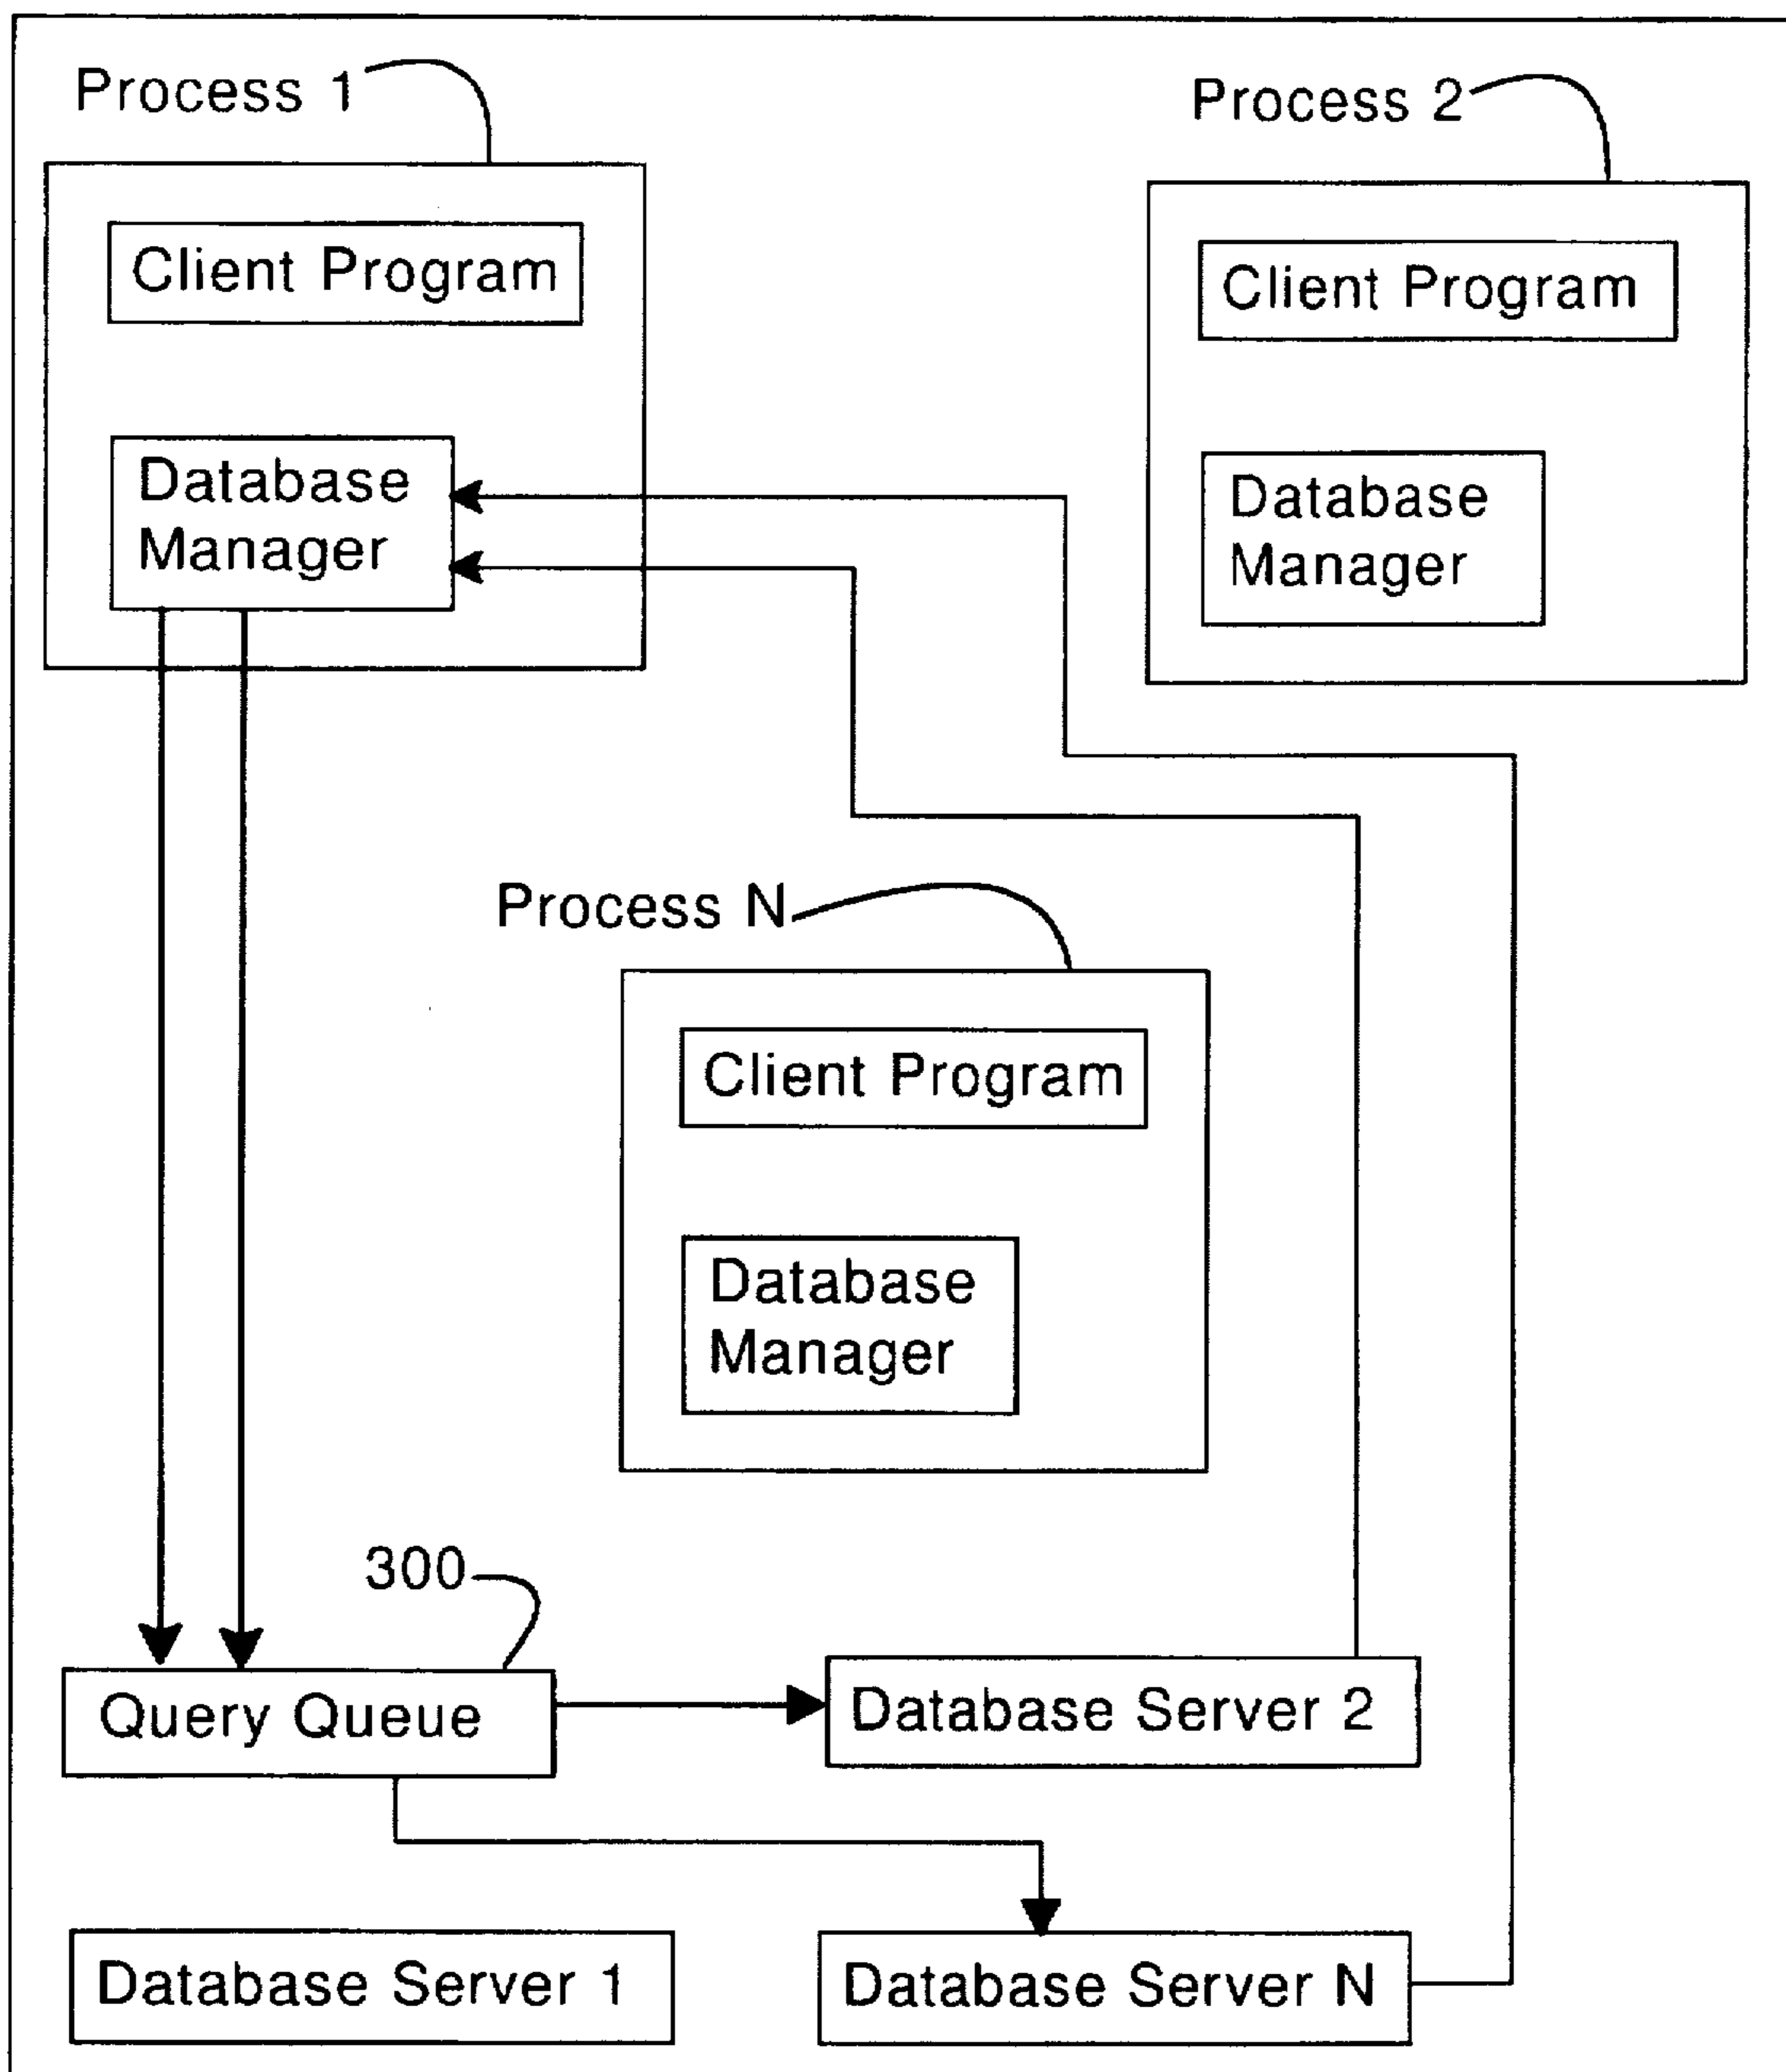 Process 1
Process 2
Client Program
Client Program
Database
Manager
Database
Manager
Process N
Client Program
Database
Manager
300
Query Queue
Database Server 2
Database Server 1
Database Server N